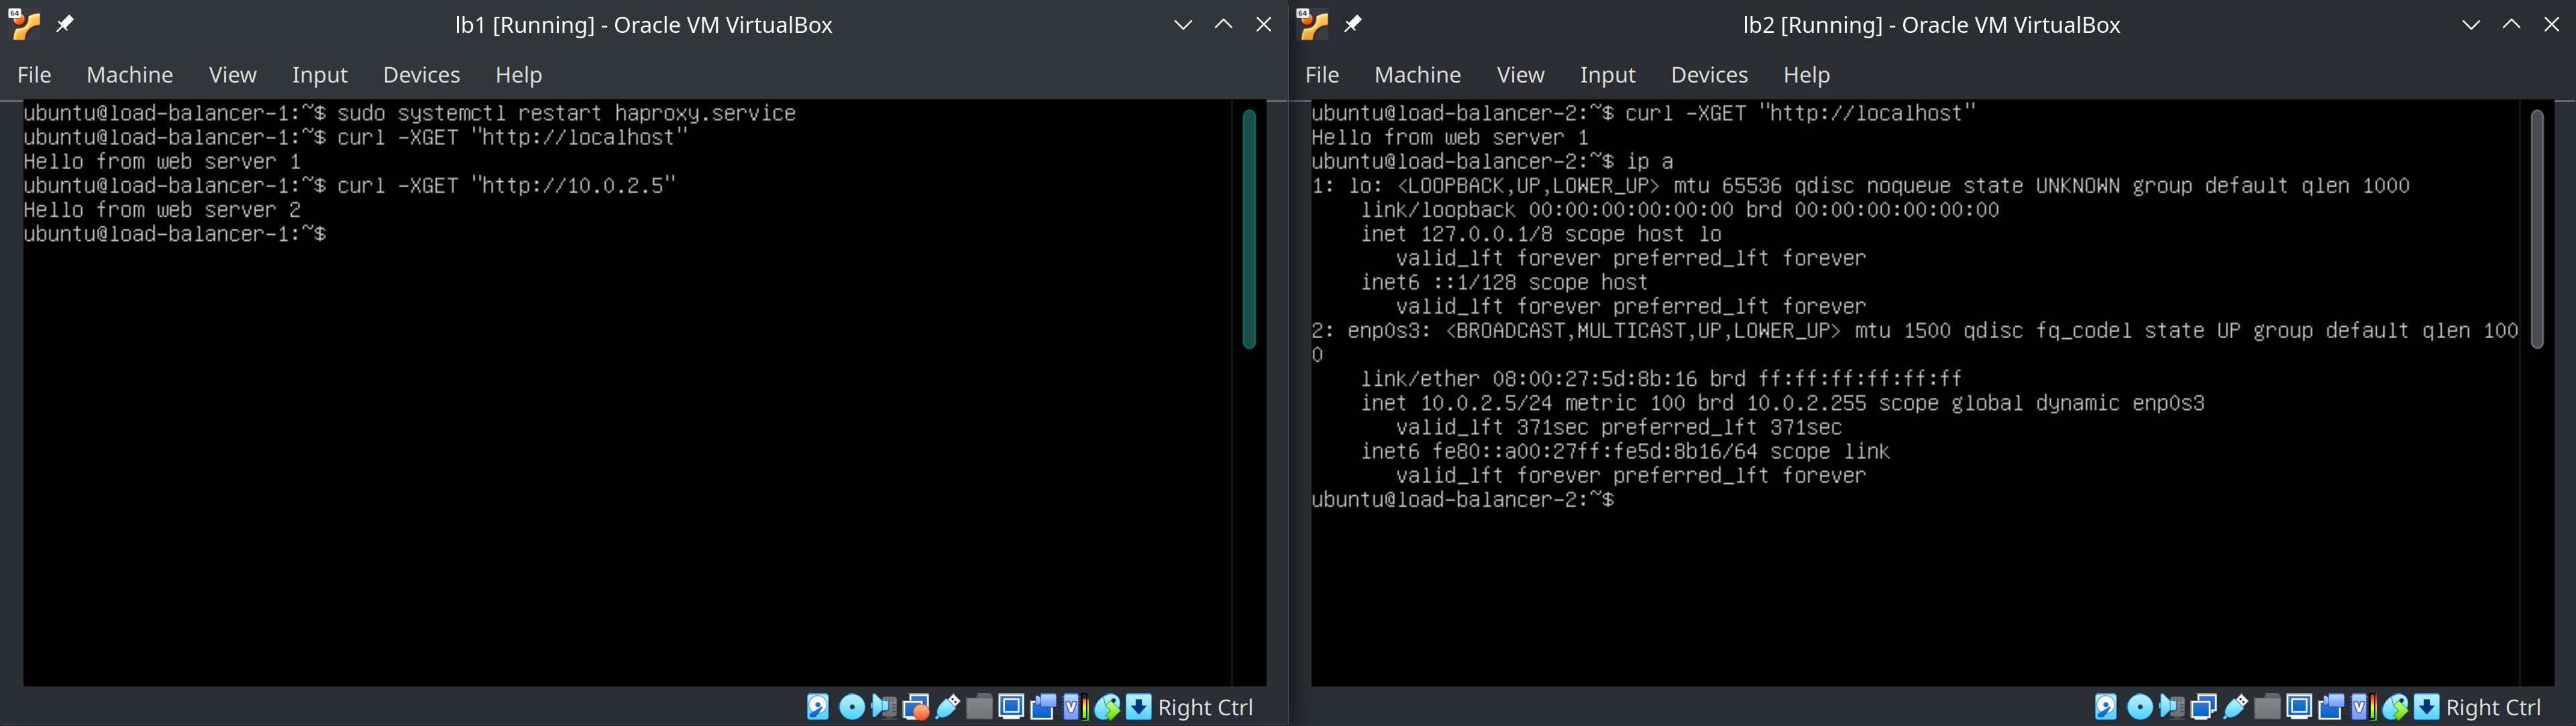 64
lb1 [Running] - Oracle VM VirtualBox
File Machine View Input Devices Help
ubuntu@load-balancer-1:~$ sudo systemctl restart haproxy.service
ubuntu@load-balancer-1:~$ curl -XGET "http://localhost"
Hello from web server 1
ubuntu@load-balancer-1:~$ curl -XGET "http://10.0.2.5"
Hello from web server 2
ubuntu@load-balancer-1:~$
V
Right Ctrl
64
lb2 [Running] - Oracle VM VirtualBox
File Machine View Input Devices Help
ubuntu@load-balancer-2:~$ curl -XGET "http://localhost"
Hello from web server 1
ubuntu@load-balancer-2:~$ ip a
1: lo: <LOOPBACK,UP,LOWER_UP> mtu 65536 qdisc noqueue state UNKNOWN group default qlen 1000
    link/loopback 00:00:00:00:00:00 brd 00:00:00:00:00:00
    inet 127.0.0.1/8 scope host lo
       valid_lft forever preferred_lft forever
    inet6 ::1/128 scope host
       valid_lft forever preferred_lft forever
2: enp0s3: <BROADCAST,MULTICAST,UP,LOWER_UP> mtu 1500 qdisc fq_codel state UP group default qlen 100
0
    link/ether 08:00:27:5d:8b:16 brd ff:ff:ff:ff:ff:ff
    inet 10.0.2.5/24 metric 100 brd 10.0.2.255 scope global dynamic enp0s3
       valid_lft 371sec preferred_lft 371sec
    inet6 fe80::a00:27ff:fe5d:8b16/64 scope link
       valid_lft forever preferred_lft forever
ubuntu@load-balancer-2:~$
V
Right Ctrl